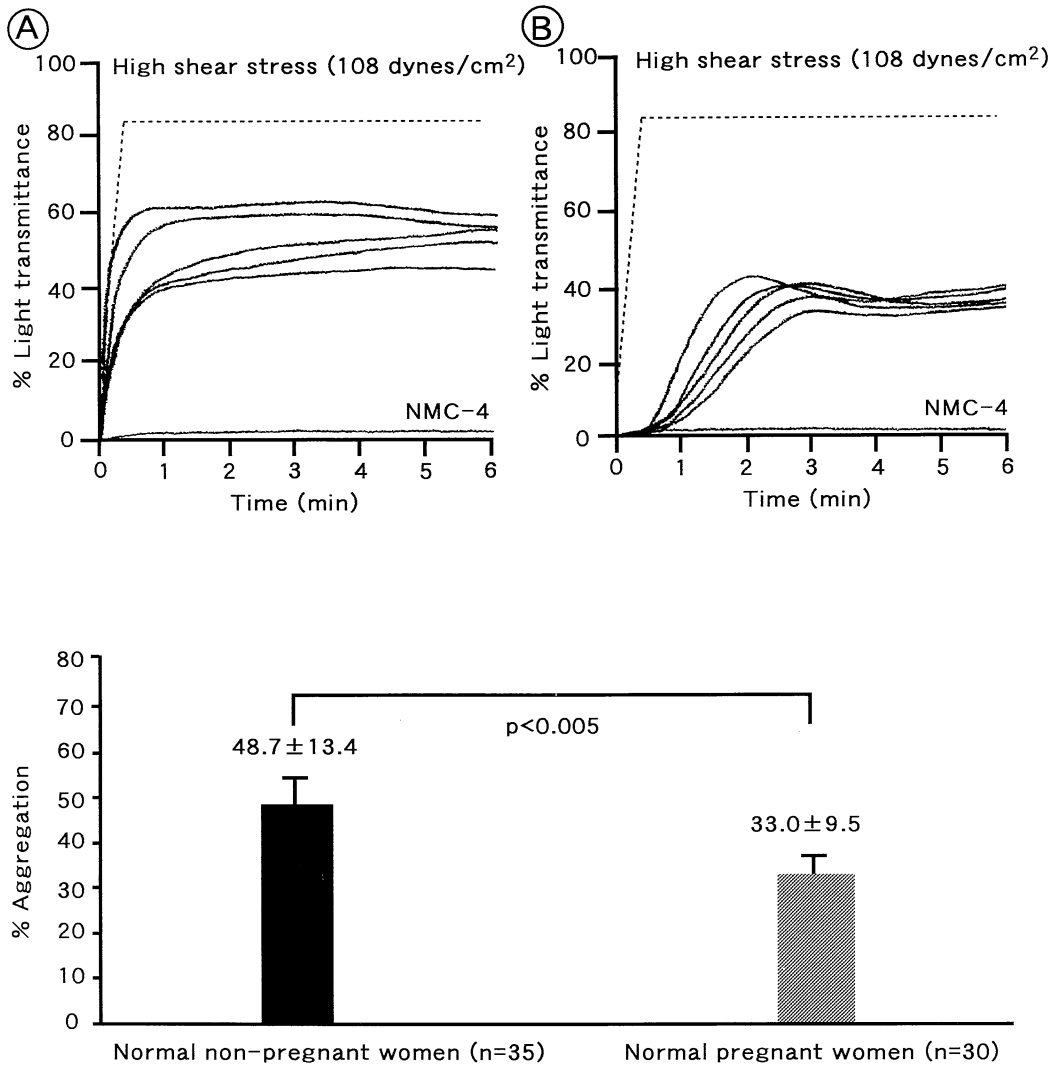 A
High shear stress (108 dynes/cm²)
% Light transmittance
100
80
60
40
20
0
NMC-4
0 1 2 3 4 5 6
Time (min)
B
High shear stress (108 dynes/cm²)
% Light transmittance
100
80
60
40
20
0
NMC-4
0 1 2 3 4 5 6
Time (min)
% Aggregation
80
70
60
50
40
30
20
10
0
p<0.005
48.7±13.4
33.0±9.5
Normal non-pregnant women (n=35)
Normal pregnant women (n=30)